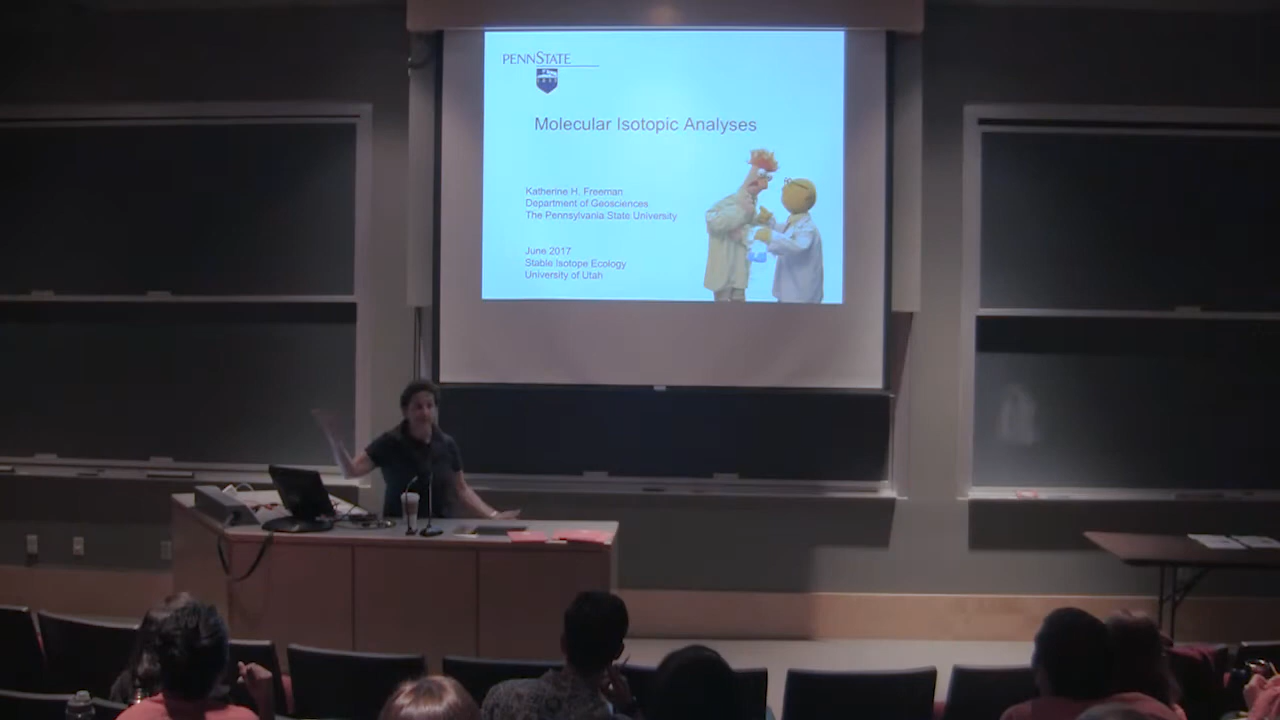 PENNSTATE
Molecular Isotopic Analyses
Katherine H. Freeman
Department of Geosciences
The Pennsylvania State University
June 2017
Stable Isotope Ecology
University of Utah